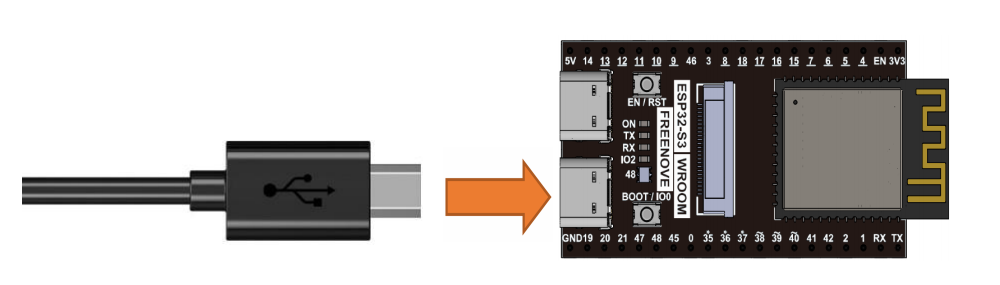 5V 14 13 12 11 10 9 46 3 8 18 17 16 15 7 6 5 4 EN 3V3
EN / RST
ON
TX
RX
IO2
48
BOOT / IO0
FREENOVE
ESP32-S3 WROOM
GND19 20 21 47 48 45 0 35 36 37 38 39 40 41 42 2 1 RX TX